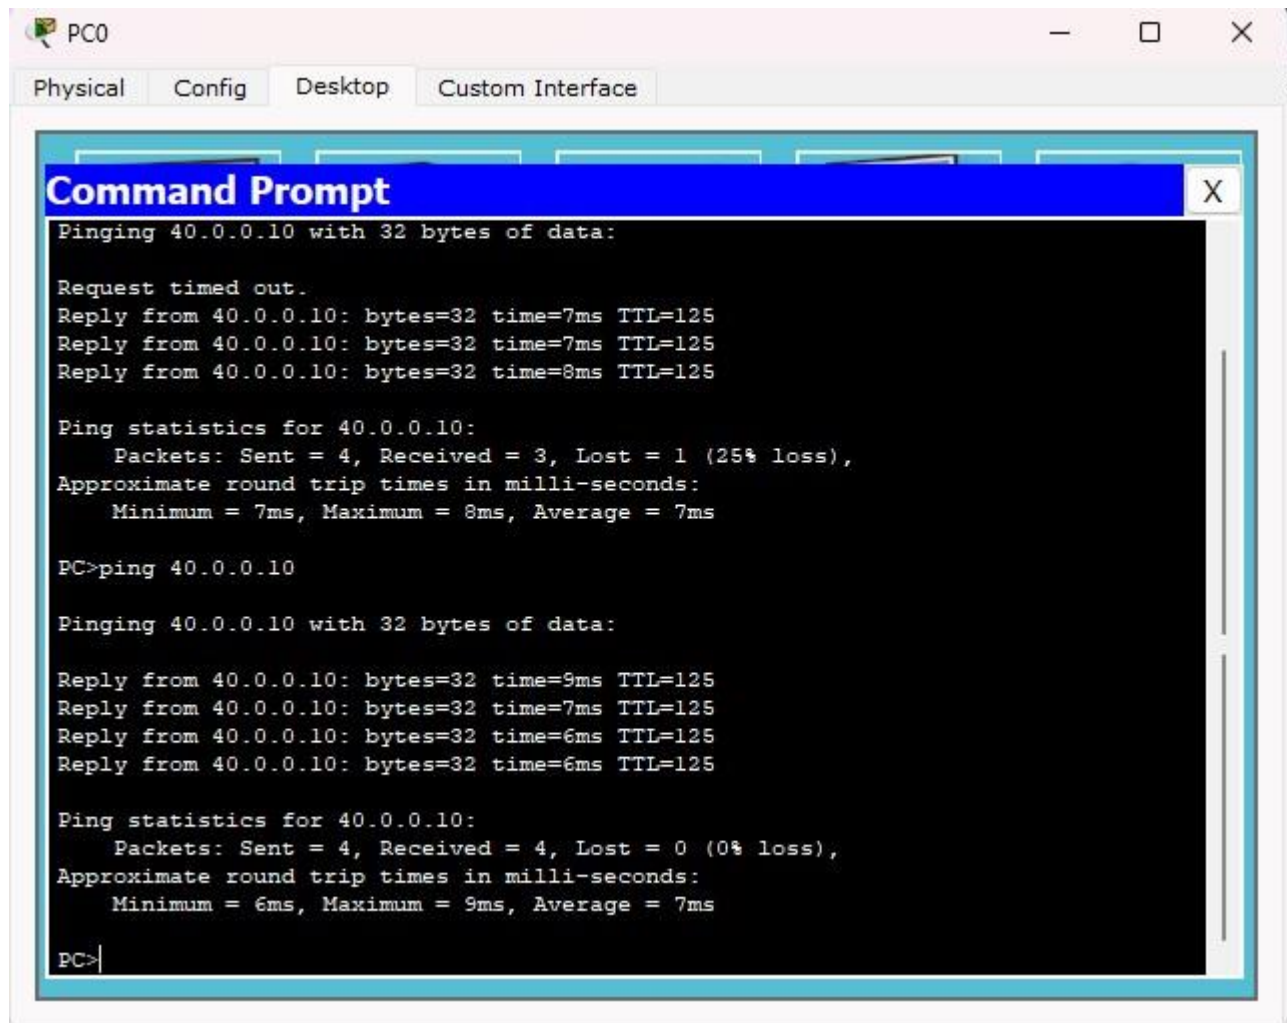 PC0
Physical Config Desktop Custom Interface
Command Prompt
X
Pinging 40.0.0.10 with 32 bytes of data:
Request timed out.
Reply from 40.0.0.10: bytes=32 time=7ms TTL=125
Reply from 40.0.0.10: bytes=32 time=7ms TTL=125
Reply from 40.0.0.10: bytes=32 time=8ms TTL=125
Ping statistics for 40.0.0.10:
Packets: Sent = 4, Received = 3, Lost = 1 (25% loss),
Approximate round trip times in milli-seconds:
Minimum = 7ms, Maximum = 8ms, Average = 7ms
PC>ping 40.0.0.10
Pinging 40.0.0.10 with 32 bytes of data:
Reply from 40.0.0.10: bytes=32 time=9ms TTL=125
Reply from 40.0.0.10: bytes=32 time=7ms TTL=125
Reply from 40.0.0.10: bytes=32 time=6ms TTL=125
Reply from 40.0.0.10: bytes=32 time=6ms TTL=125
Ping statistics for 40.0.0.10:
Packets: Sent = 4, Received = 4, Lost = 0 (0% loss),
Approximate round trip times in milli-seconds:
Minimum = 6ms, Maximum = 9ms, Average = 7ms
PC>